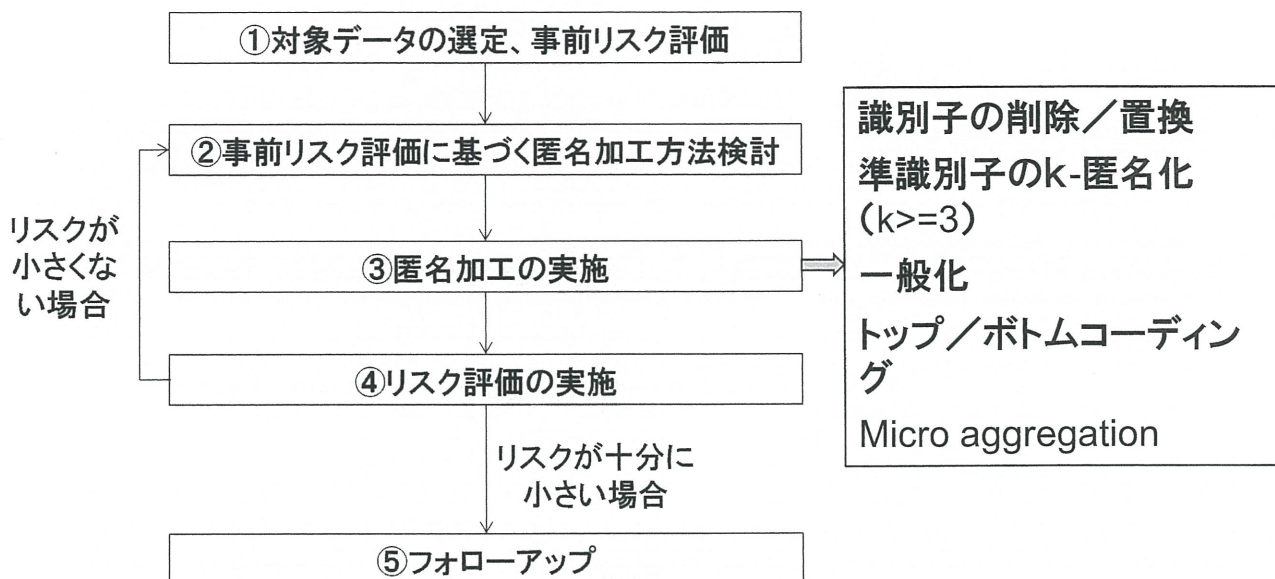 ①対象データの選定、事前リスク評価
②事前リスク評価に基づく匿名加工方法検討
リスクが
小さくな
い場合
③匿名加工の実施
④リスク評価の実施
リスクが十分に
小さい場合
⑤フォローアップ
識別子の削除／置換
準識別子のk-匿名化
(k>=3)
一般化
トップ／ボトムコーディン
グ
Micro aggregation